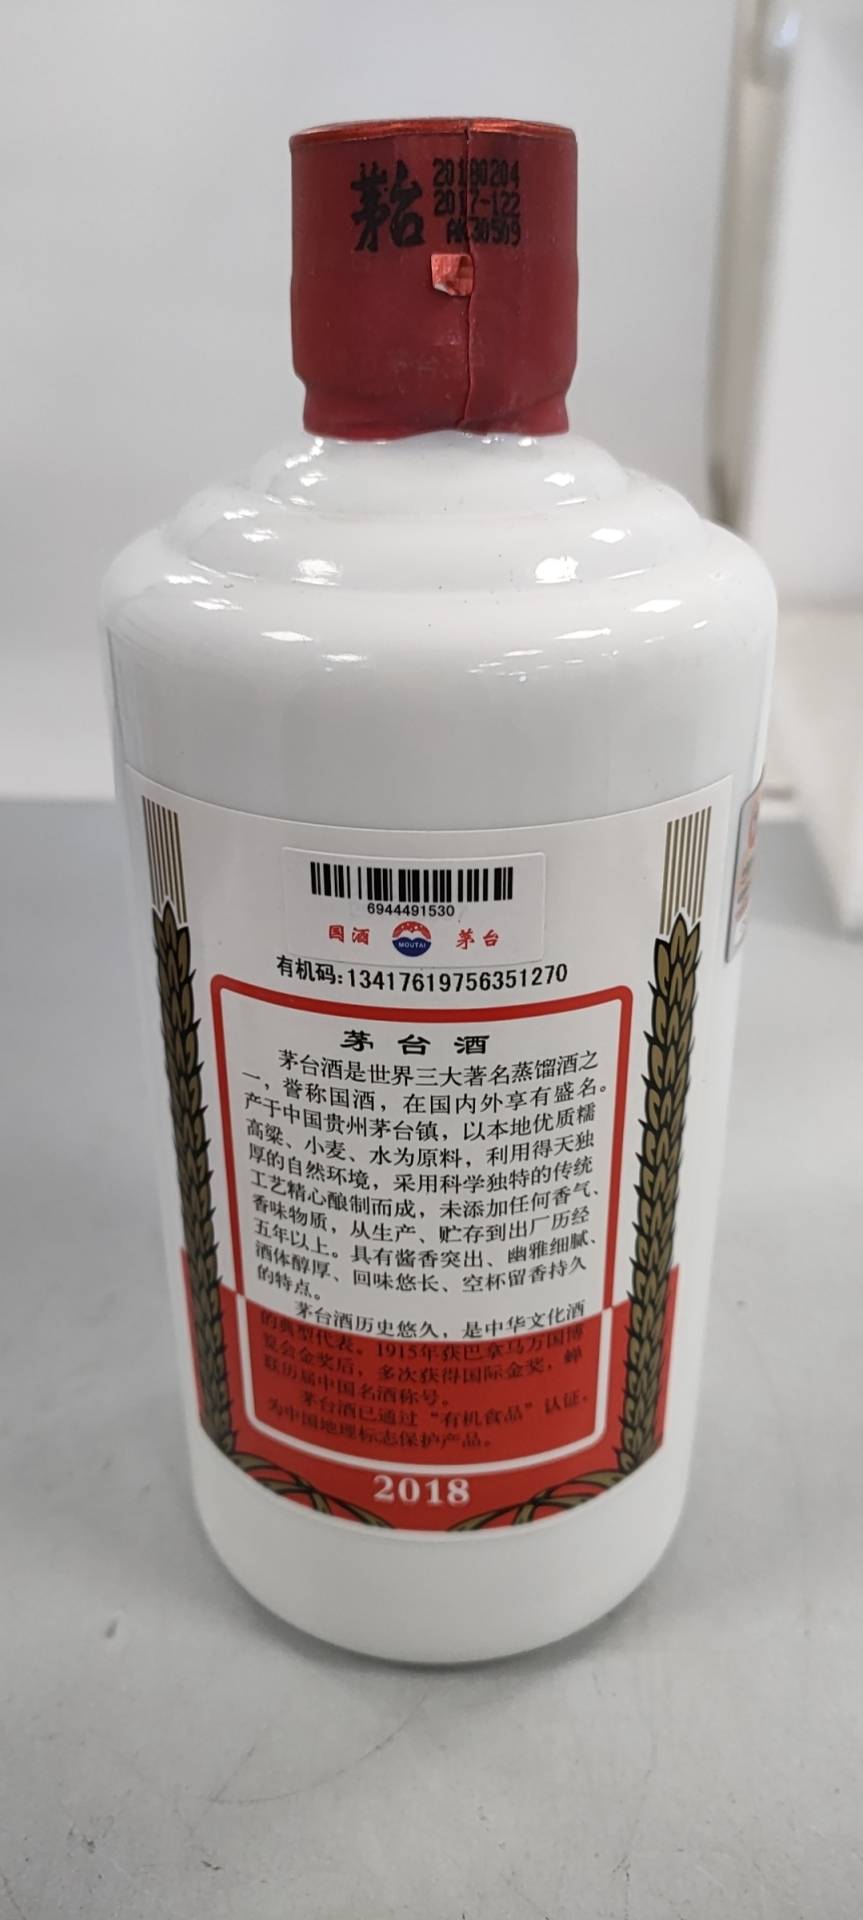 茅台
20180204
2017-122
AK30509
6944491530
国酒 MOUTAI 茅台
有机码:13417619756351270
茅台酒
茅台酒是世界三大著名蒸馏酒之
一，誉称国酒，在国内外享有盛名。
产于中国贵州茅台镇，以本地优质糯
高粱、小麦、水为原料，利用得天独
厚的自然环境，采用科学独特的传统
工艺精心酿制而成，未添加任何香气、
香味物质，从生产、贮存到出厂历经
五年以上。具有酱香突出、幽雅细腻、
酒体醇厚、回味悠长、空杯留香持久
的特点。
茅台酒历史悠久，是中华文化酒
的典型代表。1915年获巴拿马万国博
览会金奖后，多次获得国际金奖，蝉
联历届中国名酒称号。
茅台酒已通过“有机食品”认证，
为中国地理标志保护产品。
2018